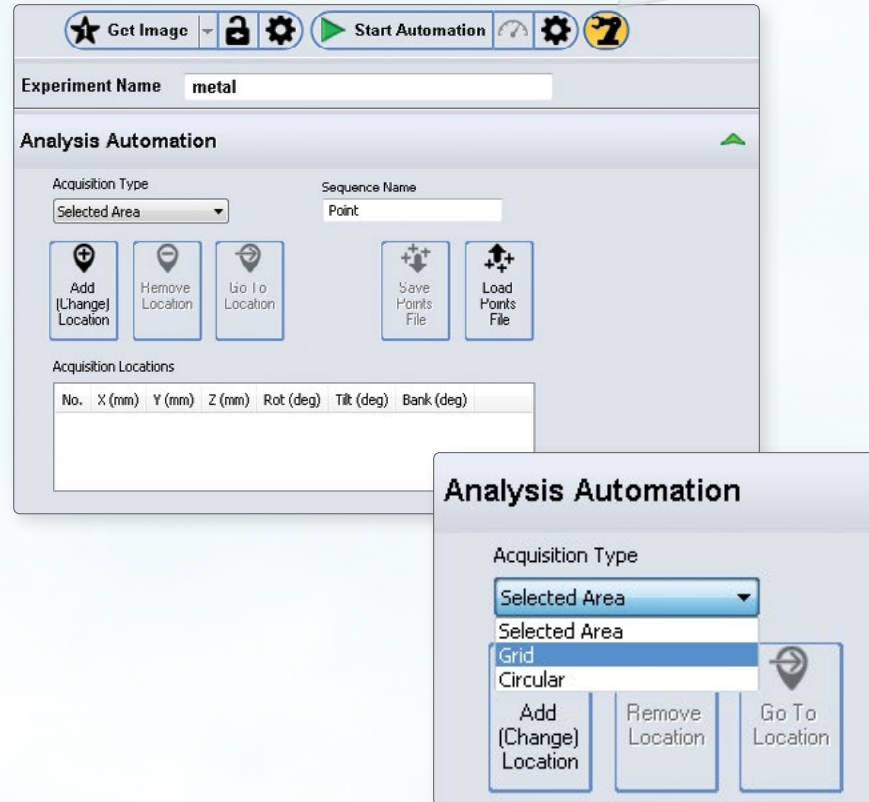 Get Image
Start Automation
Experiment Name metal
Analysis Automation
Acquisition Type
Sequence Name
Selected Area
Point
Add
(Change)
Location
Remove
Location
Go To
Location
Save
Points
File
Load
Points
File
Acquisition Locations
No. X (mm) Y (mm) Z (mm) Rot (deg) Tilt (deg) Bank (deg)
Analysis Automation
Acquisition Type
Selected Area
Selected Area
Grid
Circular
Add
(Change)
Location
Remove
Location
Go To
Location